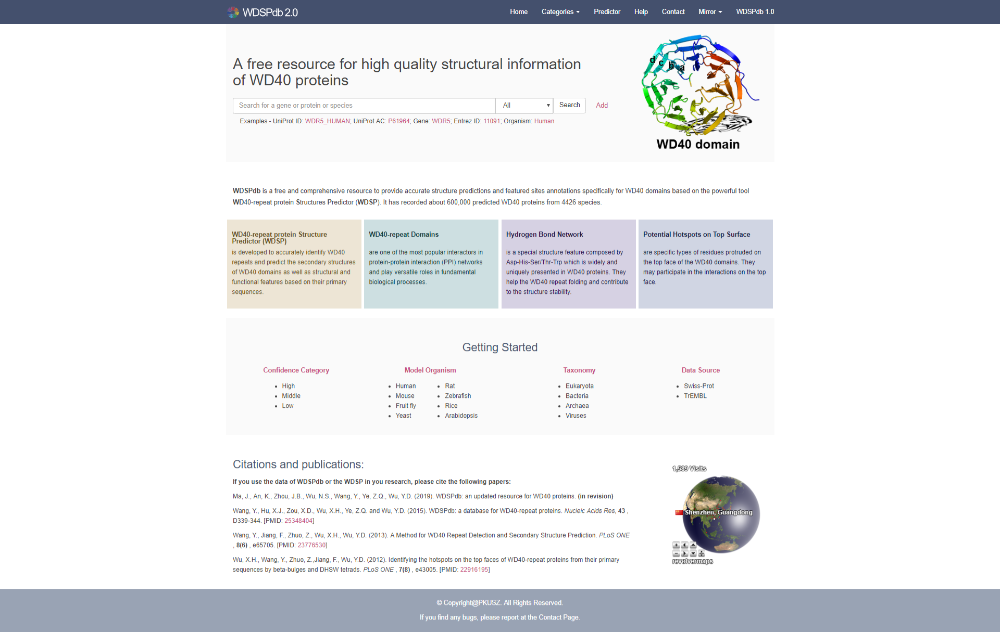 WDSPdb 2.0
Home Categories Predictor Help Contact Mirror WDSPdb 1.0
A free resource for high quality structural information
of WD40 proteins
Search for a gene or protein or species All Search Add
Examples - UniProt ID: WDR5_HUMAN; UniProt AC: P61964; Gene: WDR5; Entrez ID: 11091; Organism: Human
d c b a
WD40 domain
WDSPdb is a free and comprehensive resource to provide accurate structure predictions and featured sites annotations specifically for WD40 domains based on the powerful tool
WD40-repeat protein Structures Predictor (WDSP). It has recorded about 600,000 predicted WD40 proteins from 4426 species.
WD40-repeat protein Structure
Predictor (WDSP)
is developed to accurately identify WD40
repeats and predict the secondary structures
of WD40 domains as well as structural and
functional features based on their primary
sequences.
WD40-repeat Domains
are one of the most popular interactors in
protein-protein interaction (PPI) networks
and play versatile roles in fundamental
biological processes.
Hydrogen Bond Network
is a special structure feature composed by
Asp-His-Ser/Thr-Trp which is widely and
uniquely presented in WD40 proteins. They
help the WD40 repeat folding and contribute
to the structure stability.
Potential Hotspots on Top Surface
are specific types of residues protruded on
the top face of the WD40 domains. They
may participate in the interactions on the top
face.
Getting Started
Confidence Category
High
Middle
Low
Model Organism
Human
Mouse
Fruit fly
Yeast
Rat
Zebrafish
Rice
Arabidopsis
Taxonomy
Eukaryota
Bacteria
Archaea
Viruses
Data Source
Swiss-Prot
TrEMBL
Citations and publications:
If you use the data of WDSPdb or the WDSP in you research, please cite the following papers:
Ma, J., An, K., Zhou, J.B., Wu, N.S., Wang, Y., Ye, Z.Q., Wu, Y.D. (2019). WDSPdb: an updated resource for WD40 proteins. (in revision)
Wang, Y., Hu, X.J., Zou, X.D., Wu, X.H., Ye, Z.Q. and Wu, Y.D. (2015). WDSPdb: a database for WD40-repeat proteins. Nucleic Acids Res, 43 ,
D339-344. [PMID: 25348404]
Wang, Y., Jiang, F., Zhuo, Z., Wu, X.H., Wu, Y.D. (2013). A Method for WD40 Repeat Detection and Secondary Structure Prediction. PLoS ONE
, 8(6) , e65705. [PMID: 23776530]
Wu, X.H., Wang, Y., Zhuo, Z.,Jiang, F., Wu, Y.D. (2012). Identifying the hotspots on the top faces of WD40-repeat proteins from their primary
sequences by beta-bulges and DHSW tetrads. PLoS ONE , 7(8) , e43005. [PMID: 22916195]
1,589 Visits
Shenzhen, Guangdong
revolvermaps
© Copyright@PKUSZ. All Rights Reserved.
If you find any bugs, please report at the Contact Page.